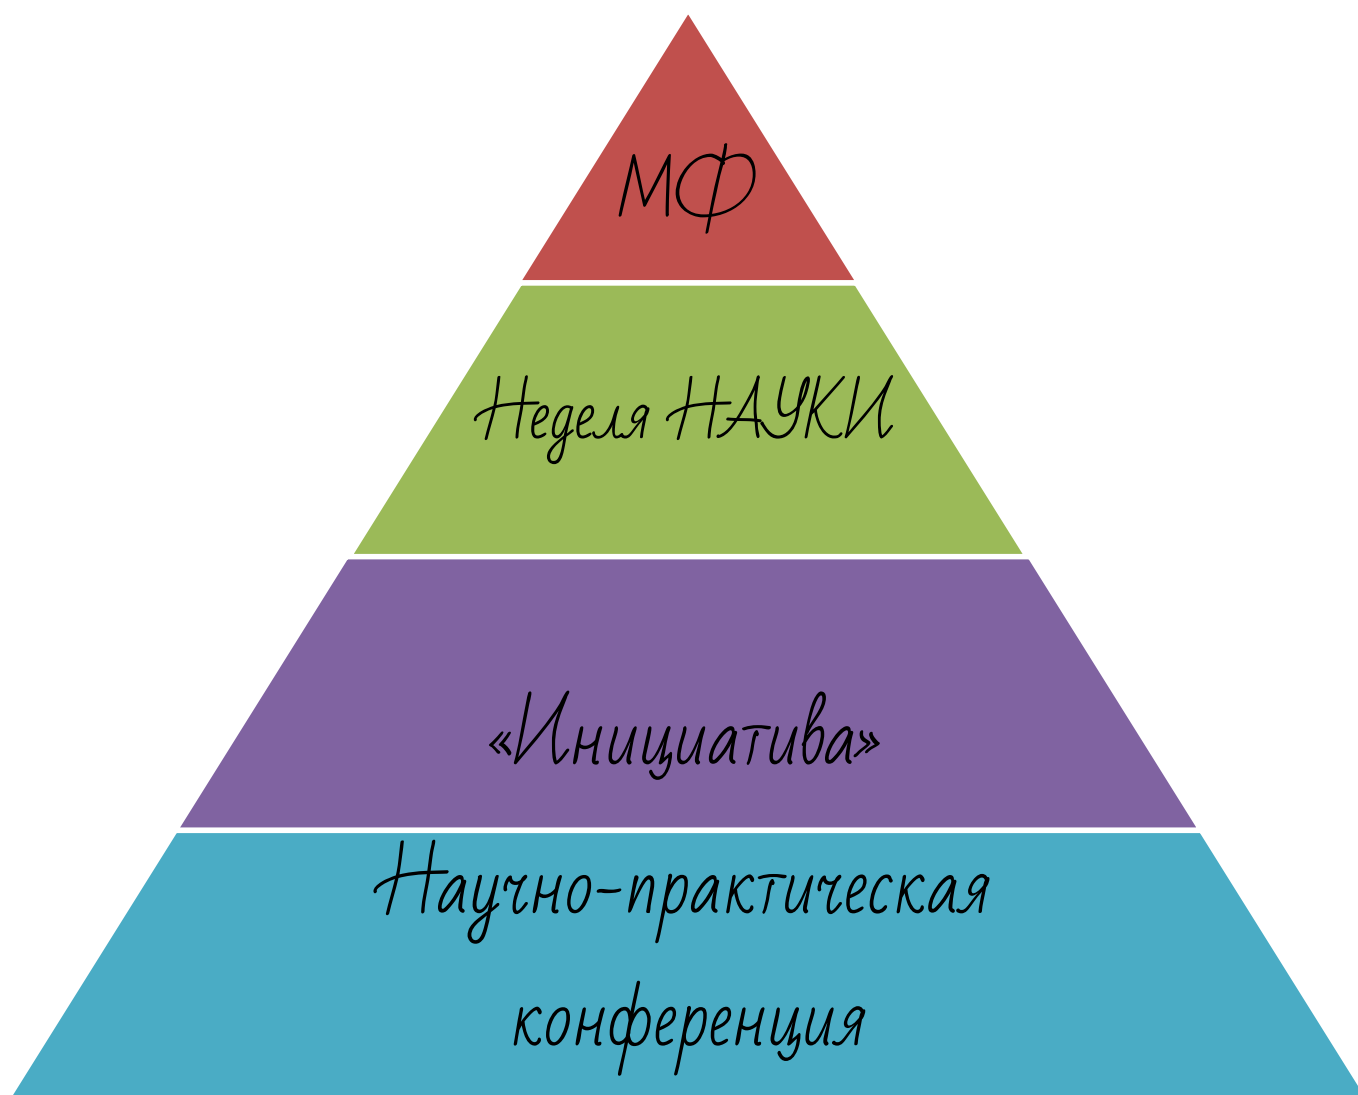 МФ
Неделя НАУКИ
«Инициатива»
Научно-практическая
конференция